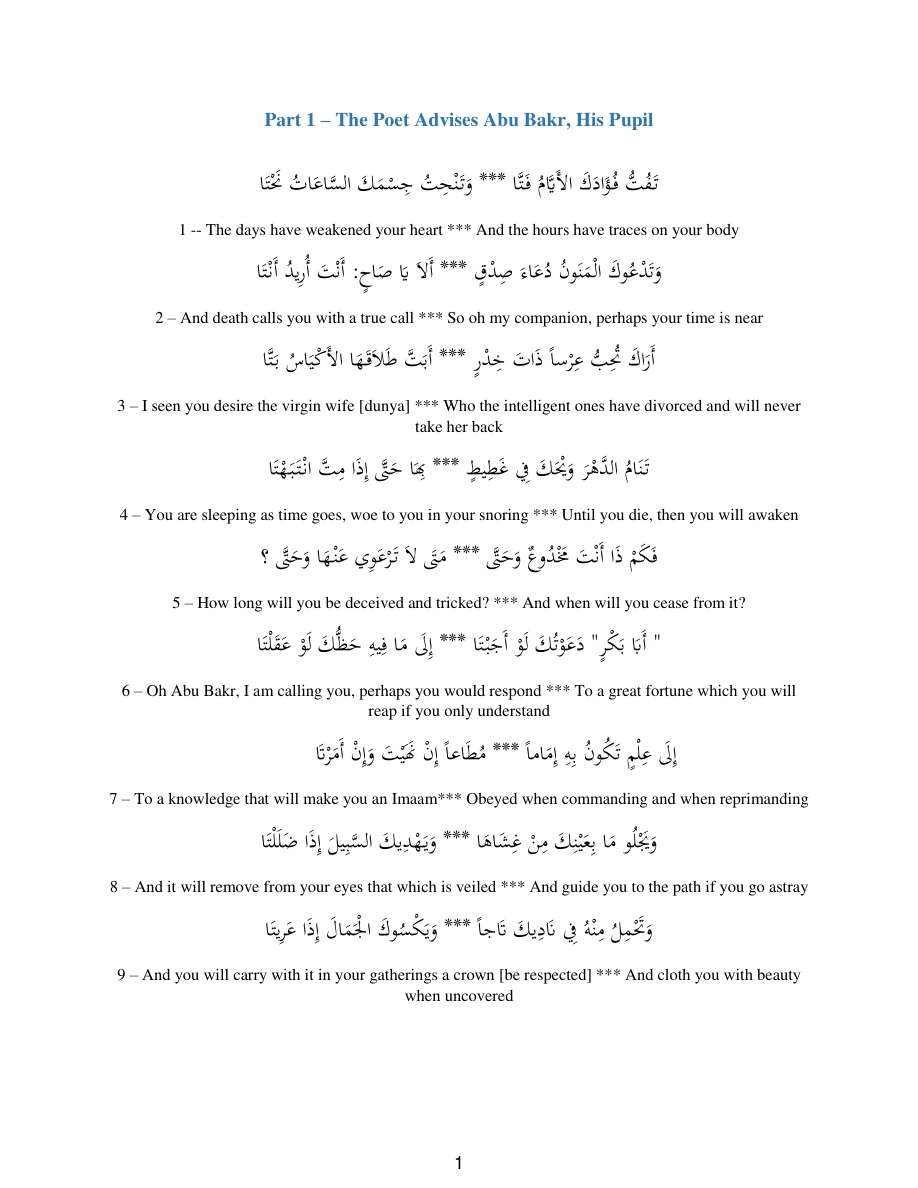 Part 1 – The Poet Advises Abu Bakr, His Pupil
تَفُتُّ فُؤَادَكَ الأَيَّامُ فَتَّا *** وَتَنْحِتُ جِسْمَكَ السَّاعَاتُ نَحْتَا
1 -- The days have weakened your heart *** And the hours have traces on your body
وَتَدْعُوكَ الْمَنَونُ دُعَاءَ صِدْقٍ *** أَلاَ يَا صَاحِ: أَنْتَ أُرِيدُ أَنْتَا
2 – And death calls you with a true call *** So oh my companion, perhaps your time is near
أَرَاكَ تُحِبُّ عِرْساً ذَاتَ خِدْرٍ *** أَبَتَّ طَلاَقَهَا الأَكْيَاسُ بَتَّا
3 – I seen you desire the virgin wife [dunya] *** Who the intelligent ones have divorced and will never
take her back
تَنَامُ الدَّهْرَ وَيْحَكَ فِي غَطِيطٍ *** بِهَا حَتَّى إِذَا مِتَّ انْتَبَهْتَا
4 – You are sleeping as time goes, woe to you in your snoring *** Until you die, then you will awaken
فَكَمْ ذَا أَنْتَ مَخْدُوعٌ وَحَتَّى *** مَتَى لاَ تَرْعَوِي عَنْهَا وَحَتَّى ؟
5 – How long will you be deceived and tricked? *** And when will you cease from it?
" أَبَا بَكْرٍ" دَعَوْتُكَ لَوْ أَجَبْتَا *** إِلَى مَا فِيهِ حَظُّكَ لَوْ عَقَلْتَا
6 – Oh Abu Bakr, I am calling you, perhaps you would respond *** To a great fortune which you will
reap if you only understand
إِلَى عِلْمٍ تَكُونُ بِهِ إِمَاماً *** مُطَاعاً إِنْ نَهَيْتَ وَإِنْ أَمَرْتَا
7 – To a knowledge that will make you an Imaam*** Obeyed when commanding and when reprimanding
وَيَجْلُو مَا بِعَيْنِكَ مِنْ غِشَاهَا *** وَيَهْدِيكَ السَّبِيلَ إِذَا ضَلَلْتَا
8 – And it will remove from your eyes that which is veiled *** And guide you to the path if you go astray
وَتَحْمِلُ مِنْهُ فِي نَادِيكَ تَاجاً *** وَيَكْسُوكَ الْجَمَالَ إِذَا عَرِيتَا
9 – And you will carry with it in your gatherings a crown [be respected] *** And cloth you with beauty
when uncovered
1